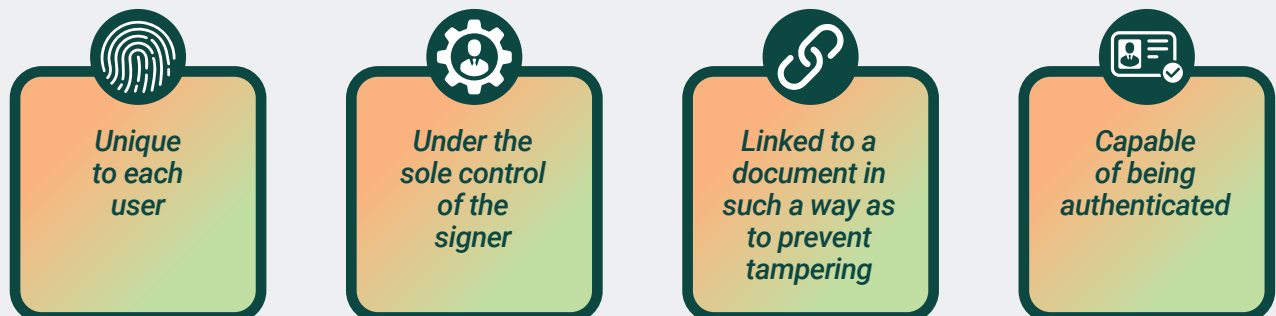 Unique
to each
user
Under the
sole control
of the
signer
Linked to a
document in
such a way as
to prevent
tampering
Capable
of being
authenticated